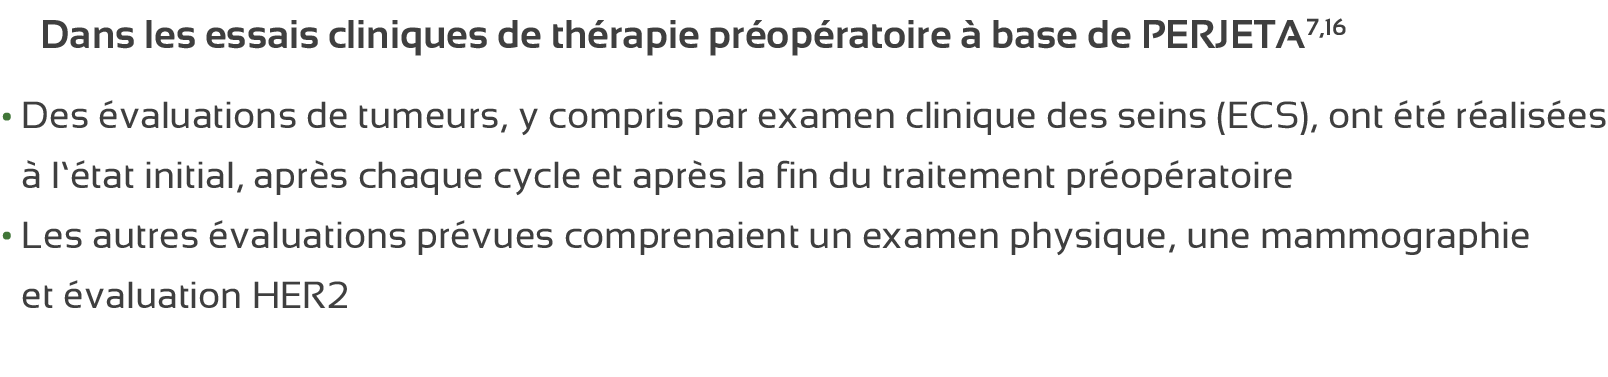 Dans les essais cliniques de thérapie préopératoire à base de PERJETA⁷,¹⁶
• Des évaluations de tumeurs, y compris par examen clinique des seins (ECS), ont été réalisées
à l‘état initial, après chaque cycle et après la fin du traitement préopératoire
• Les autres évaluations prévues comprenaient un examen physique, une mammographie
et évaluation HER2